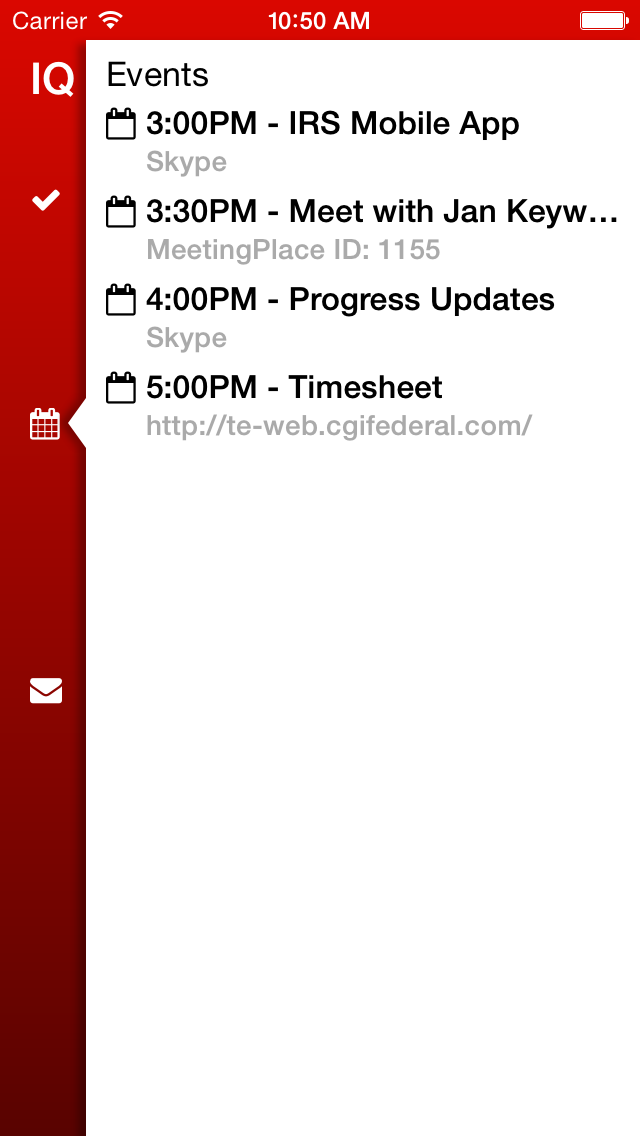 Carrier 10:50 AM
IQ
Events
3:00PM - IRS Mobile App
Skype
3:30PM - Meet with Jan Keyw...
MeetingPlace ID: 1155
4:00PM - Progress Updates
Skype
5:00PM - Timesheet
http://te-web.cgifederal.com/